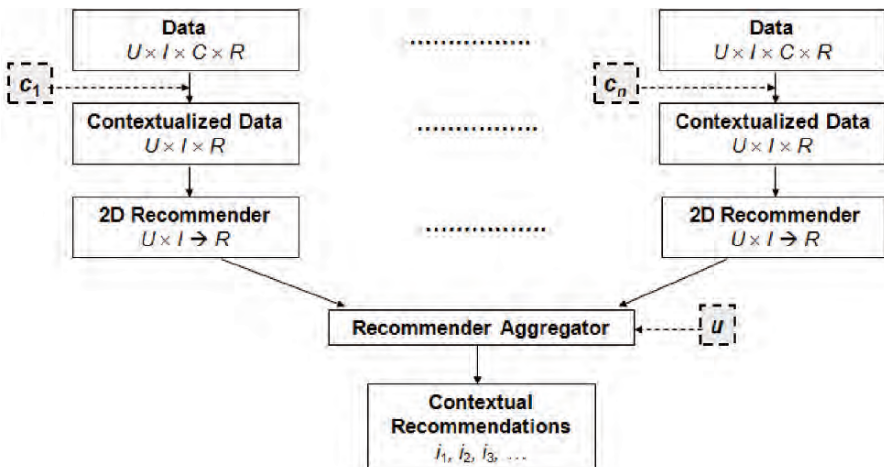 Data
U × I × C × R
Data
U × I × C × R
c1
cn
Contextualized Data
U × I × R
Contextualized Data
U × I × R
2D Recommender
U × I → R
2D Recommender
U × I → R
Recommender Aggregator
u
Contextual
Recommendations
i1, i2, i3, ...